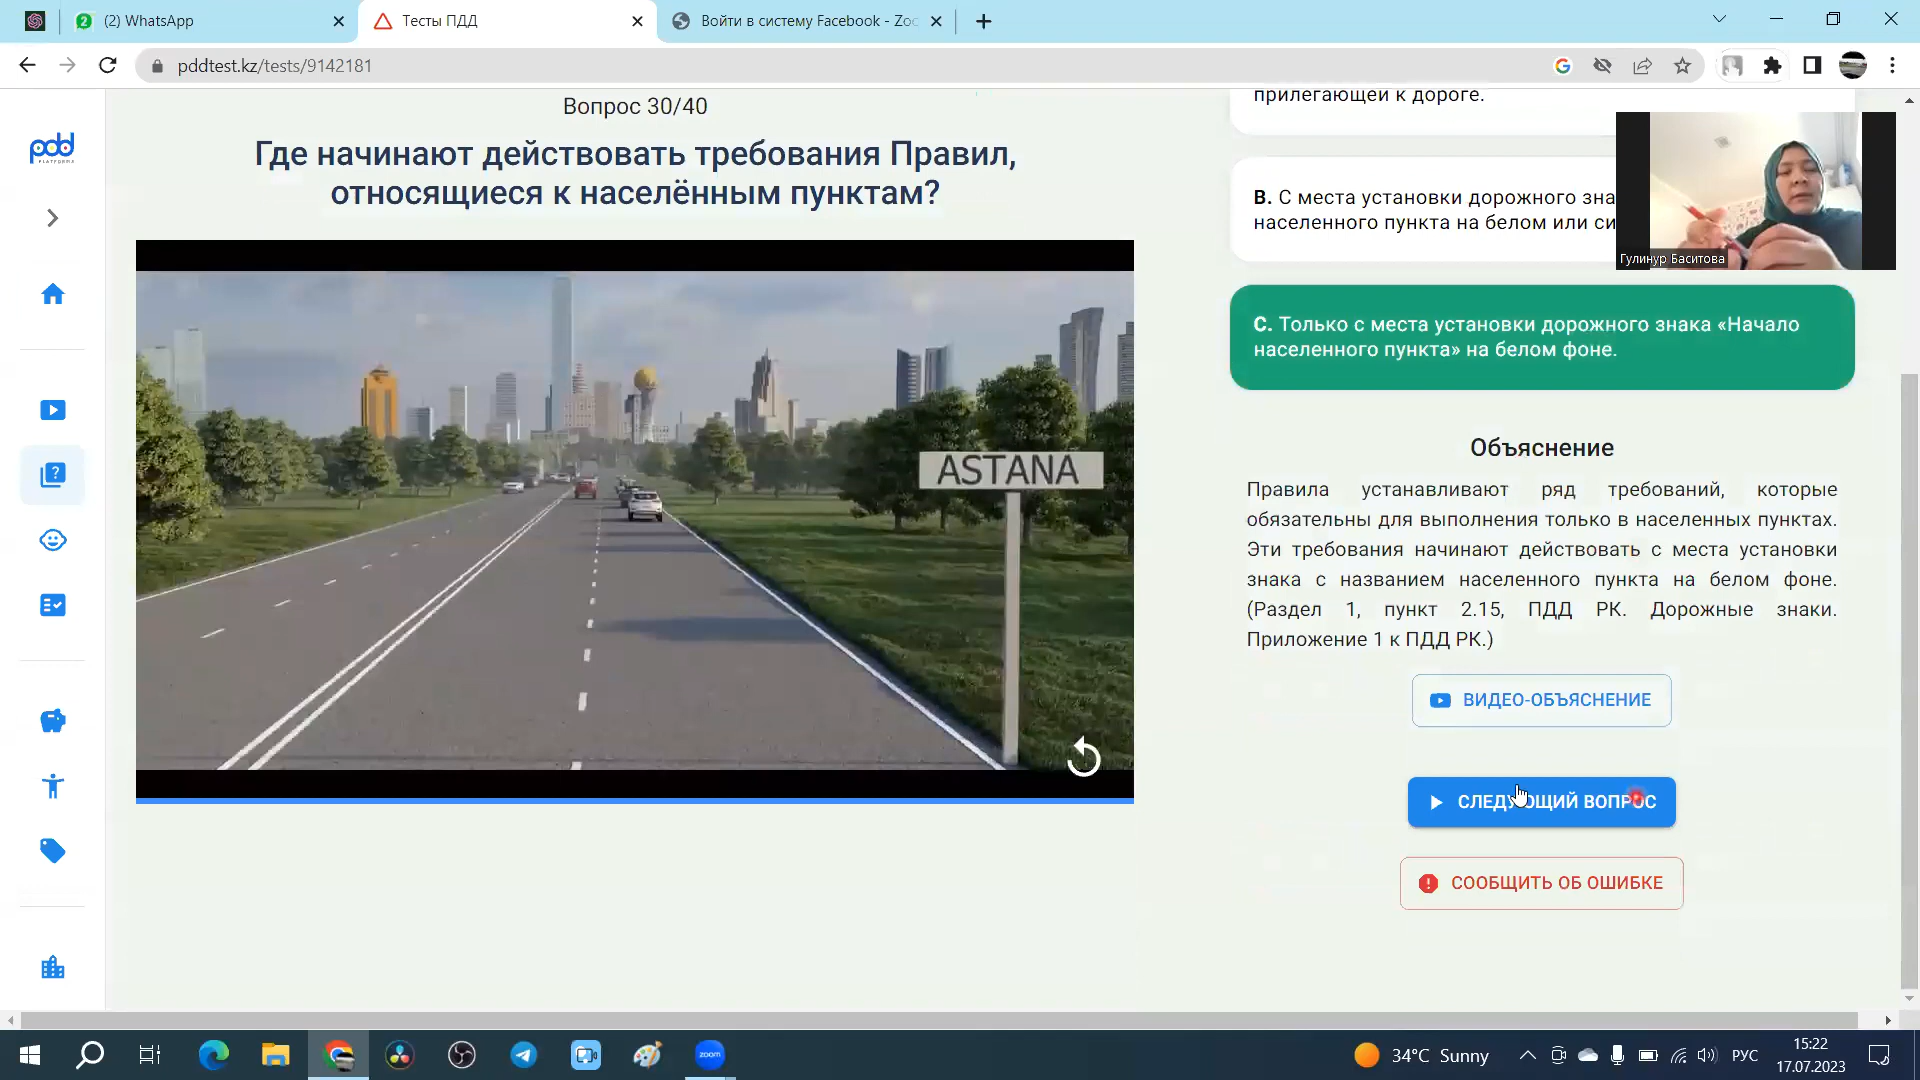 (2) WhatsApp
Тесты ПДД
Войти в систему Facebook - Zoo
pddtest.kz/tests/9142181
pdd
PLATFORMA
Вопрос 30/40
Где начинают действовать требования Правил,
относящиеся к населённым пунктам?
ASTANA
прилегающей к дороге.
B. С места установки дорожного зна
населенного пункта на белом или си
Гулинур Баситова
C. Только с места установки дорожного знака «Начало
населенного пункта» на белом фоне.
Объяснение
Правила устанавливают ряд требований, которые
обязательны для выполнения только в населенных пунктах.
Эти требования начинают действовать с места установки
знака с названием населенного пункта на белом фоне.
(Раздел 1, пункт 2.15, ПДД РК. Дорожные знаки.
Приложение 1 к ПДД РК.)
ВИДЕО-ОБЪЯСНЕНИЕ
СЛЕДУЮЩИЙ ВОПРОС
СООБЩИТЬ ОБ ОШИБКЕ
zoom
34°C Sunny
РУС
15:22
17.07.2023